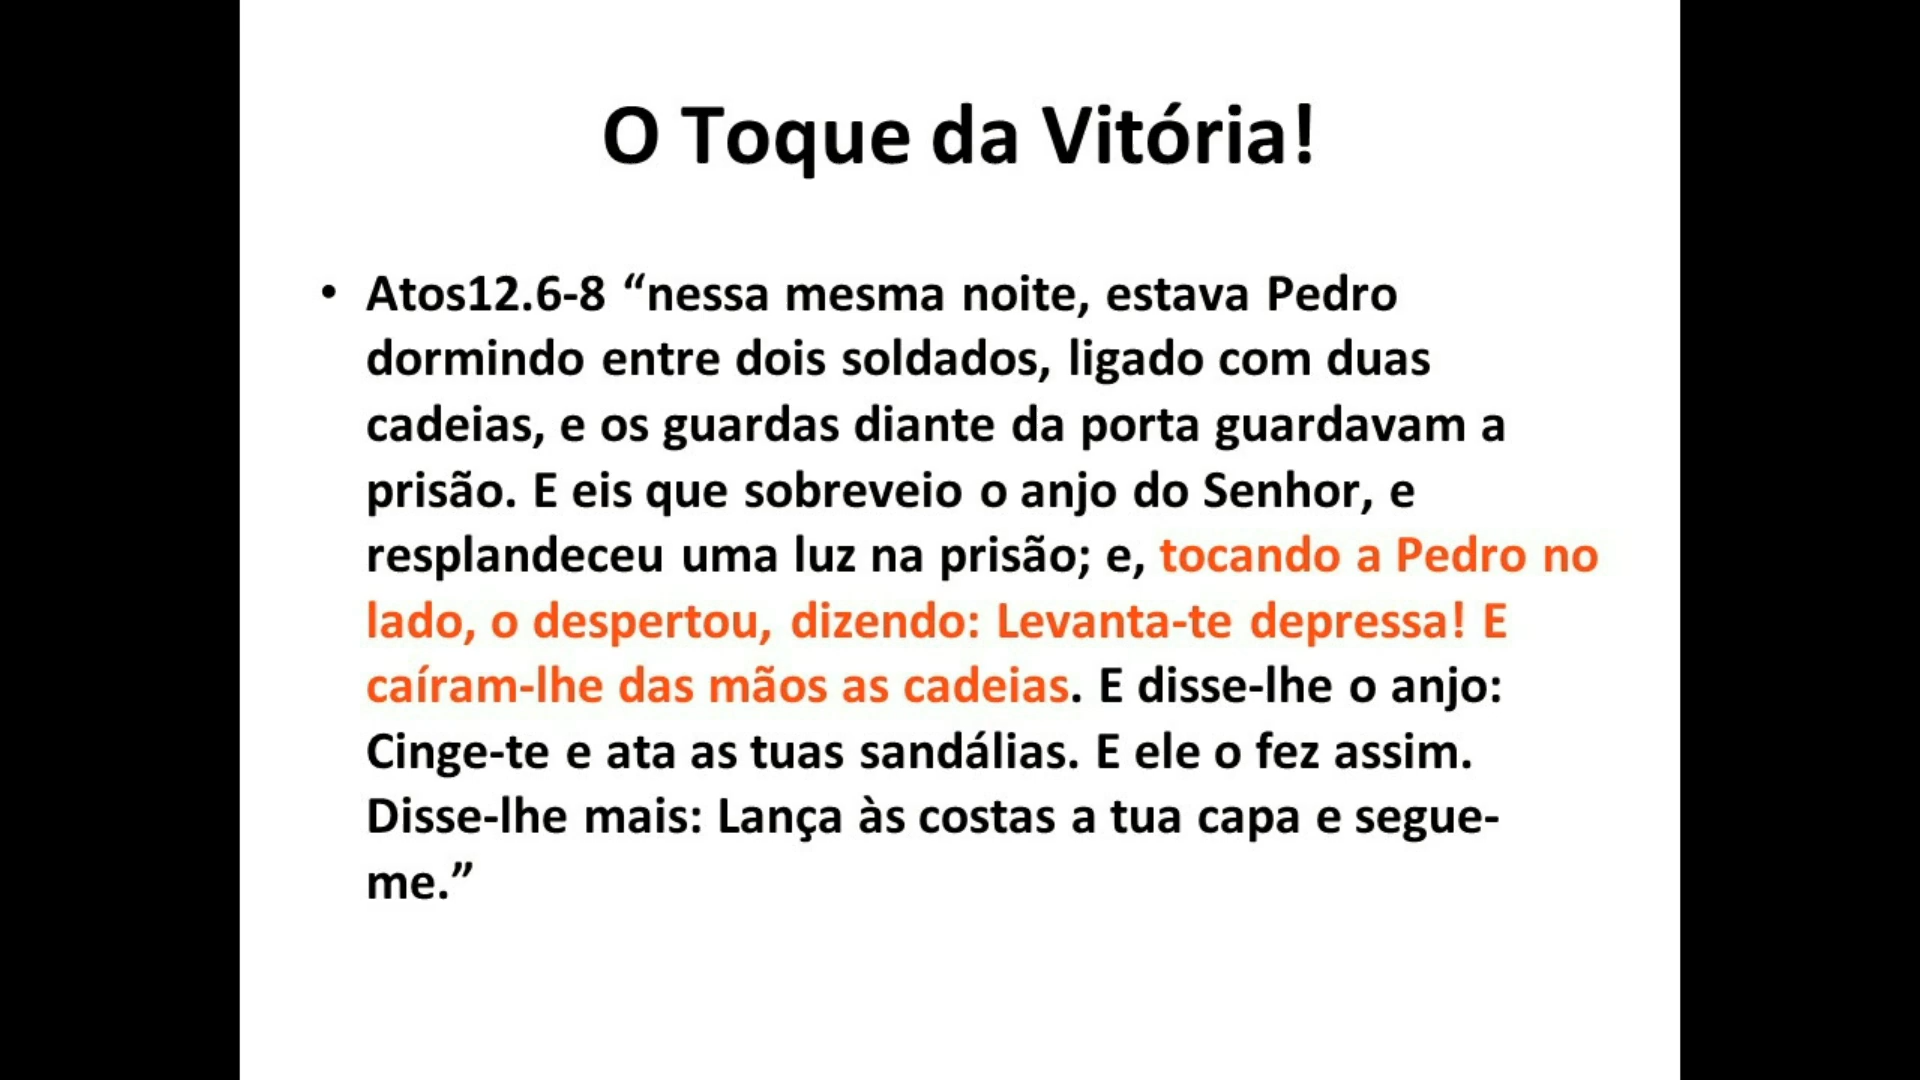 O Toque da Vitória!
• Atos12.6-8 “nessa mesma noite, estava Pedro
dormindo entre dois soldados, ligado com duas
cadeias, e os guardas diante da porta guardavam a
prisão. E eis que sobreveio o anjo do Senhor, e
resplandeceu uma luz na prisão; e, tocando a Pedro no
lado, o despertou, dizendo: Levanta-te depressa! E
caíram-lhe das mãos as cadeias. E disse-lhe o anjo:
Cinge-te e ata as tuas sandálias. E ele o fez assim.
Disse-lhe mais: Lança às costas a tua capa e segue-
me.”